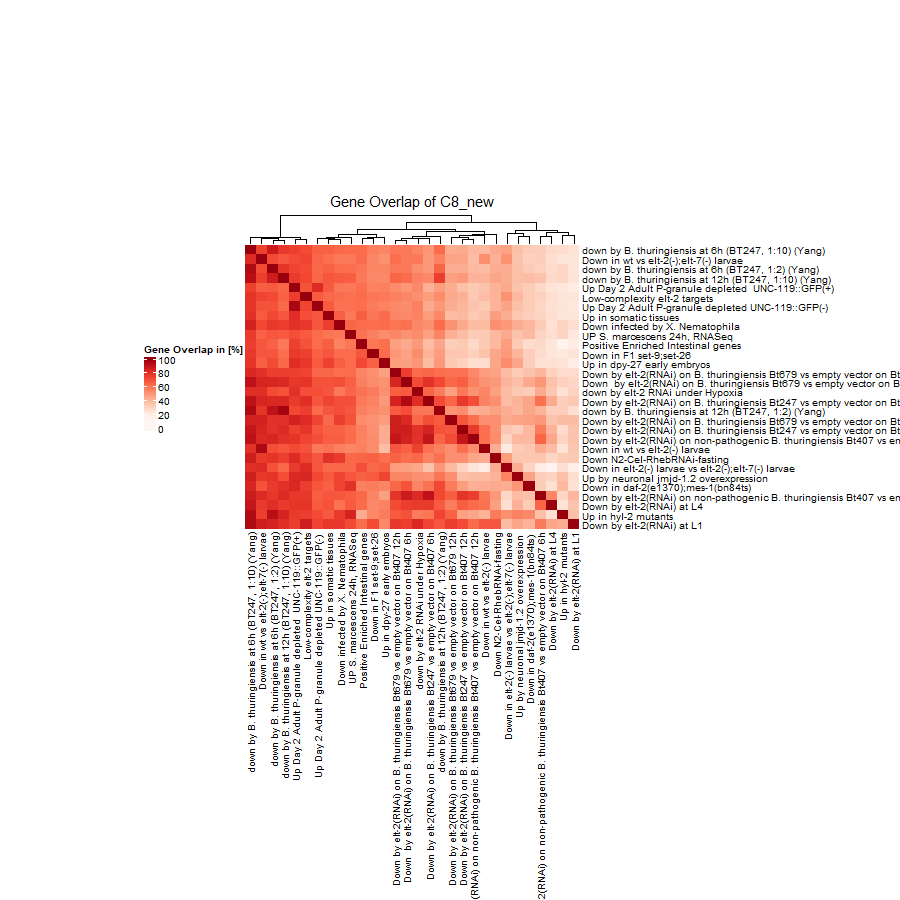 Gene Overlap of C8_new
Gene Overlap in [%]
100
80
60
40
20
0
down by B. thuringiensis at 6h (BT247, 1:10) (Yang)
Down in wt vs elt-2(-);elt-7(-) larvae
down by B. thuringiensis at 6h (BT247, 1:2) (Yang)
down by B. thuringiensis at 12h (BT247, 1:10) (Yang)
Up Day 2 Adult P-granule depleted UNC-119::GFP(+)
Low-complexity elt-2 targets
Up Day 2 Adult P-granule depleted UNC-119::GFP(-)
Up in somatic tissues
Down infected by X. Nematophila
UP S. marcescens 24h, RNASeq
Positive Enriched Intestinal genes
Down in F1 set-9;set-26
Up in dpy-27 early embryos
Down by elt-2(RNAi) on B. thuringiensis Bt679 vs empty vector on Bt
Down by elt-2(RNAi) on B. thuringiensis Bt679 vs empty vector on B
down by elt-2 RNAi under Hypoxia
Down by elt-2(RNAi) on B. thuringiensis Bt247 vs empty vector on Bt
down by B. thuringiensis at 12h (BT247, 1:2) (Yang)
Down by elt-2(RNAi) on B. thuringiensis Bt679 vs empty vector on Bt
Down by elt-2(RNAi) on B. thuringiensis Bt247 vs empty vector on Bt
Down by elt-2(RNAi) on non-pathogenic B. thuringiensis Bt407 vs en
Down in wt vs elt-2(-) larvae
Down N2-Cel-RhebRNAi-fasting
Down in elt-2(-) larvae vs elt-2(-);elt-7(-) larvae
Up by neuronal jmjd-1.2 overexpression
Down in daf-2(e1370);mes-1(bn84ts)
Down by elt-2(RNAi) on non-pathogenic B. thuringiensis Bt407 vs en
Down by elt-2(RNAi) at L4
Up in hyl-2 mutants
Down by elt-2(RNAi) at L1
down by B. thuringiensis at 6h (BT247, 1:10) (Yang)
Down in wt vs elt-2(-);elt-7(-) larvae
down by B. thuringiensis at 6h (BT247, 1:2) (Yang)
down by B. thuringiensis at 12h (BT247, 1:10) (Yang)
Up Day 2 Adult P-granule depleted UNC-119::GFP(+)
Low-complexity elt-2 targets
Up Day 2 Adult P-granule depleted UNC-119::GFP(-)
Up in somatic tissues
Down infected by X. Nematophila
UP S. marcescens 24h, RNASeq
Positive Enriched Intestinal genes
Down in F1 set-9;set-26
Up in dpy-27 early embryos
Down by elt-2(RNAi) on B. thuringiensis Bt679 vs empty vector on Bt407 12h
Down by elt-2(RNAi) on B. thuringiensis Bt679 vs empty vector on Bt407 6h
down by elt-2 RNAi under Hypoxia
Down by elt-2(RNAi) on B. thuringiensis Bt247 vs empty vector on Bt407 6h
down by B. thuringiensis at 12h (BT247, 1:2) (Yang)
Down by elt-2(RNAi) on B. thuringiensis Bt679 vs empty vector on Bt679 12h
Down by elt-2(RNAi) on B. thuringiensis Bt247 vs empty vector on Bt407 12h
(RNAi) on non-pathogenic B. thuringiensis Bt407 vs empty vector on Bt407 12h
Down in wt vs elt-2(-) larvae
Down N2-Cel-RhebRNAi-fasting
Down in elt-2(-) larvae vs elt-2(-);elt-7(-) larvae
Up by neuronal jmjd-1.2 overexpression
Down in daf-2(e1370);mes-1(bn84ts)
2(RNAi) on non-pathogenic B. thuringiensis Bt407 vs empty vector on Bt407 6h
Down by elt-2(RNAi) at L4
Up in hyl-2 mutants
Down by elt-2(RNAi) at L1